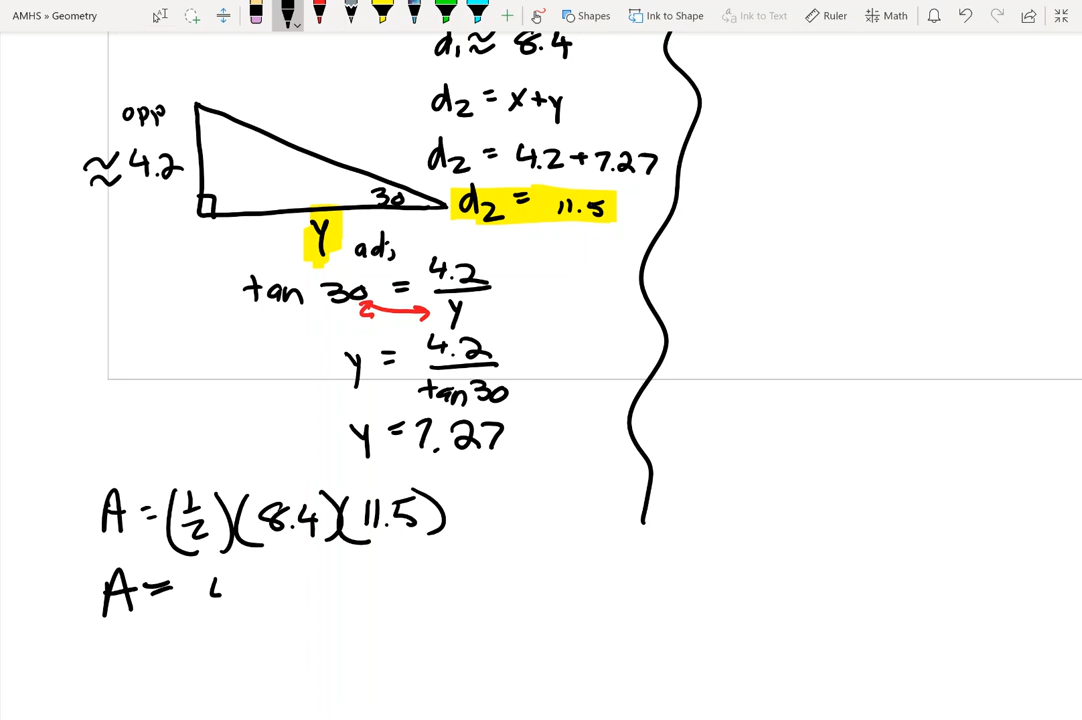 AMHS » Geometry
Shapes
Ink to Shape
Ink to Text
Ruler
Math
d₁ ≈ 8.4
opp
d₂ = x+y
≈ 4.2
d₂ = 4.2+7.27
30
d₂ = 11.5
y
adj
tan 30 = 4.2/y
y = 4.2/tan30
y = 7.27
A = (1/2)(8.4)(11.5)
A =